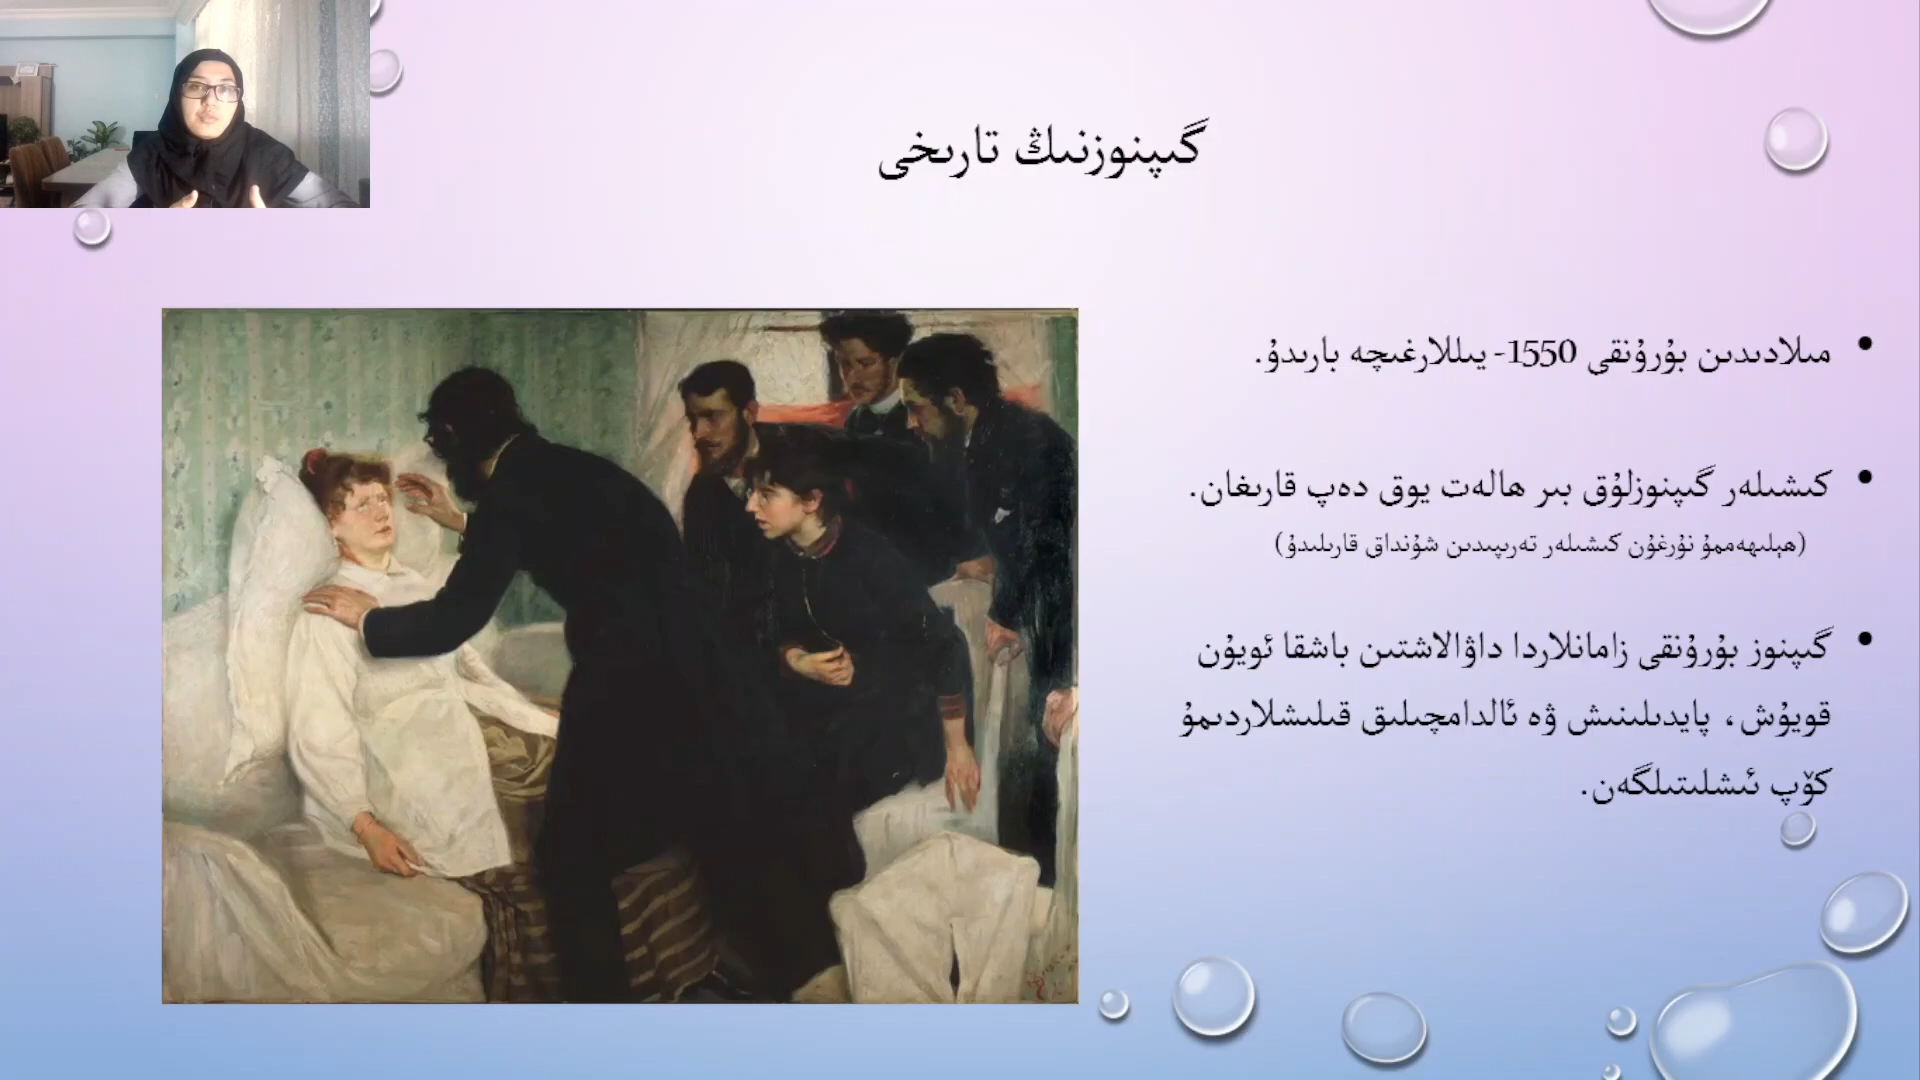 گىپنوزنىڭ تارىخى
• مىلادىدىن بۇرۇنقى 1550- يىللارغىچە بارىدۇ.
• كىشىلەر گىپنوزلۇق بىر ھالەت يوق دەپ قارىغان.
(ھېلىھەممۇ نۇرغۇن كىشىلەر تەرىپىدىن شۇنداق قارىلىدۇ)
• گىپنوز بۇرۇنقى زامانلاردا داۋالاشتىن باشقا ئويۇن
قويۇش، پايدىلىنىش ۋە ئالدامچىلىق قىلىشلاردىمۇ
كۆپ ئىشلىتىلگەن.